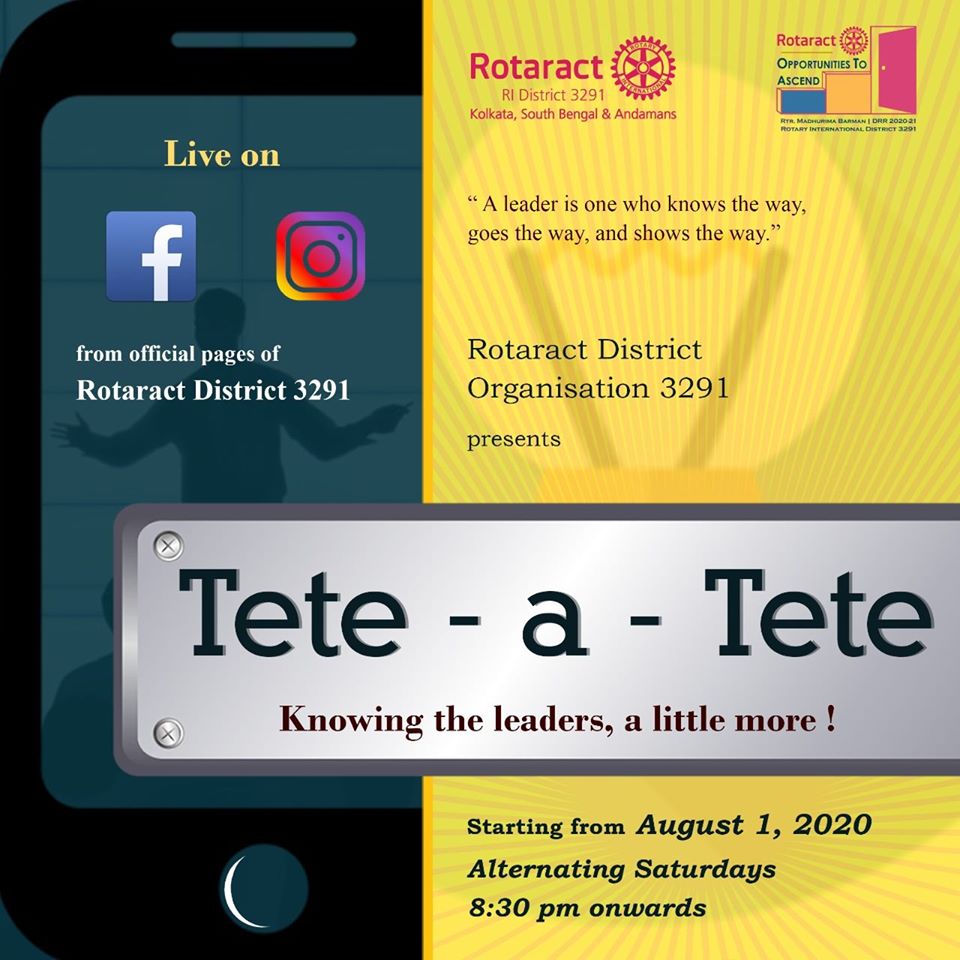 Live on
from official pages of
Rotaract District 3291
Rotaract
ROTARY
INTERNATIONAL
RI District 3291
Kolkata, South Bengal & Andamans
Rotaract
OPPORTUNITIES TO
ASCEND
RTR. MADHURIMA BARMAN | DRR 2020-21
ROTARY INTERNATIONAL DISTRICT 3291
“ A leader is one who knows the way,
goes the way, and shows the way.”
Rotaract District
Organisation 3291
presents
Tete - a - Tete
Knowing the leaders, a little more !
Starting from August 1, 2020
Alternating Saturdays
8:30 pm onwards